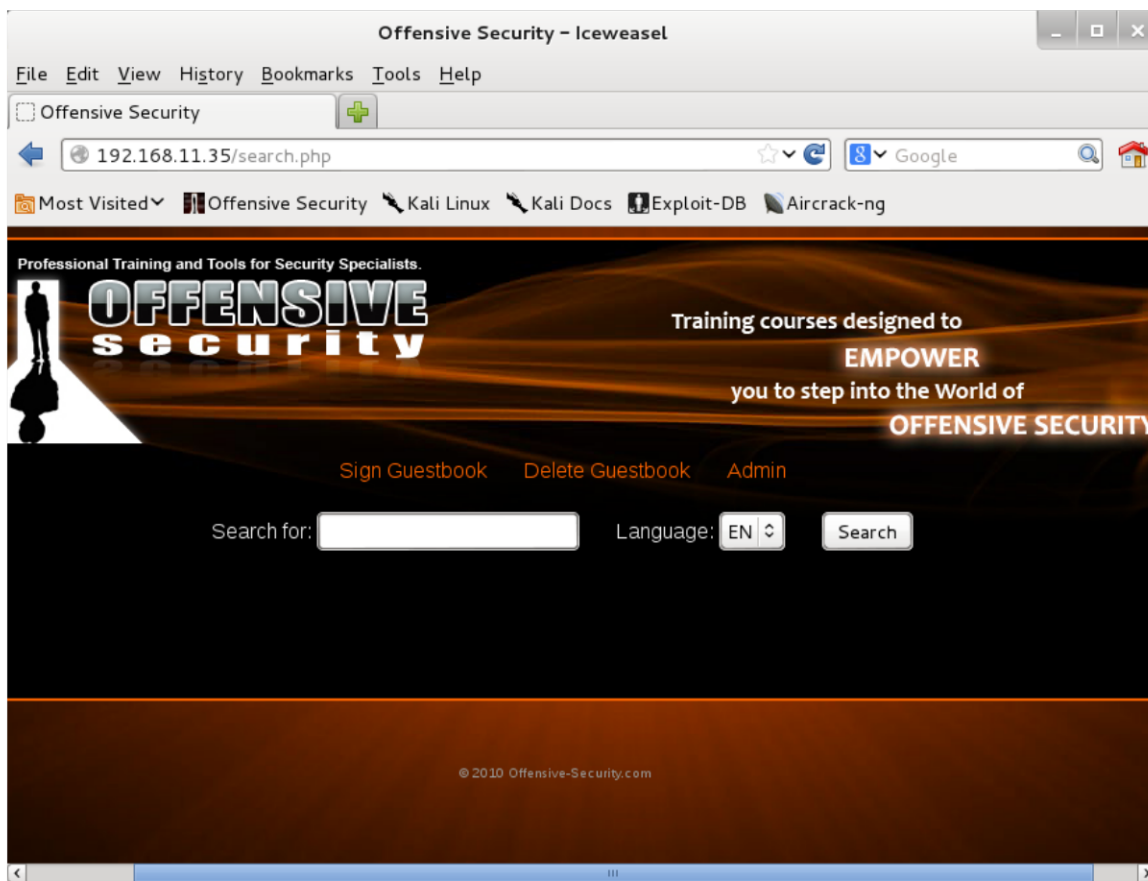 Offensive Security - Iceweasel
File Edit View History Bookmarks Tools Help
Offensive Security
192.168.11.35/search.php
8 Google
Most Visited Offensive Security Kali Linux Kali Docs Exploit-DB Aircrack-ng
Professional Training and Tools for Security Specialists.
OFFENSIVE
security
Training courses designed to
EMPOWER
you to step into the World of
OFFENSIVE SECURITY
Sign Guestbook Delete Guestbook Admin
Search for: Language: EN Search
© 2010 Offensive-Security.com